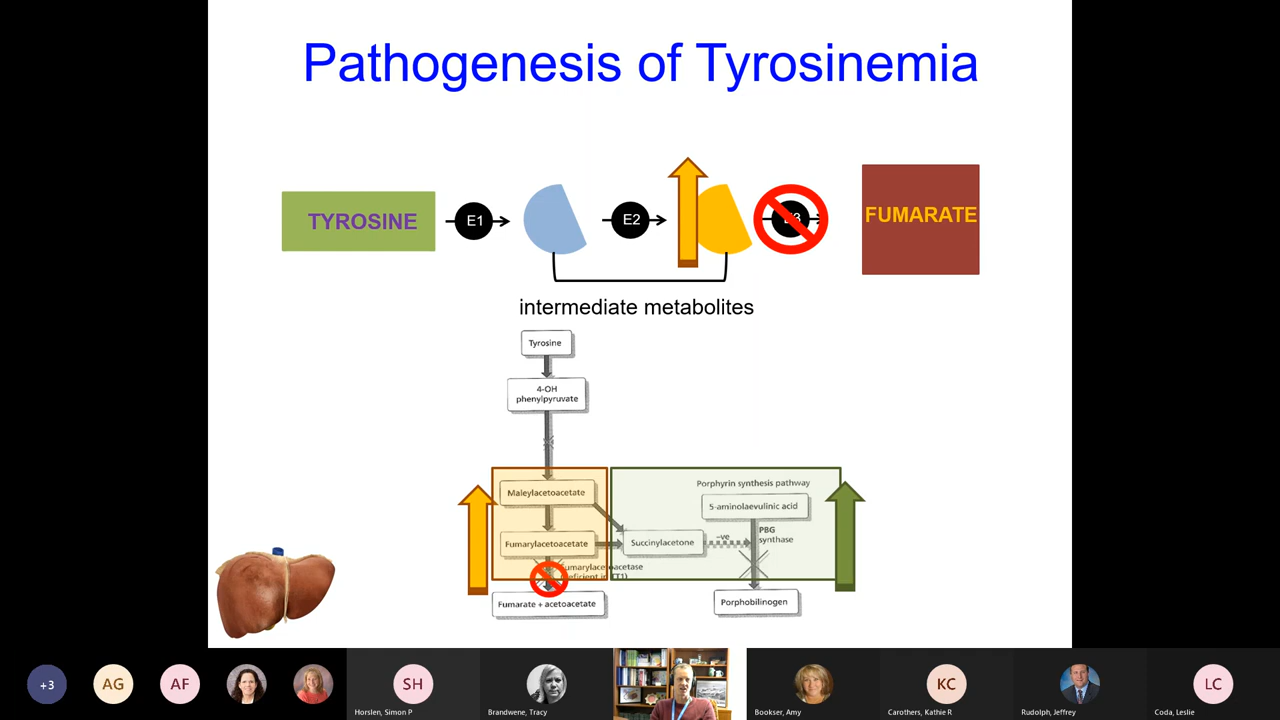 Pathogenesis of Tyrosinemia
TYROSINE
E1
E2
FUMARATE
intermediate metabolites
Tyrosine
4-OH
phenylpyruvate
Maleylacetoacetate
Fumarylacetoacetate
Fumarylacetoacetase
Fumarate + acetoacetate
Porphyrin synthesis pathway
5-aminolaevulinic acid
PBG
synthase
Succinylacetone
-ve
Porphobilinogen
+3
AG
AF
SH
Horslen, Simon P
Brandwene, Tracy
Bookser, Amy
KC
Carothers, Kathie R
Rudolph, Jeffrey
LC
Coda, Leslie